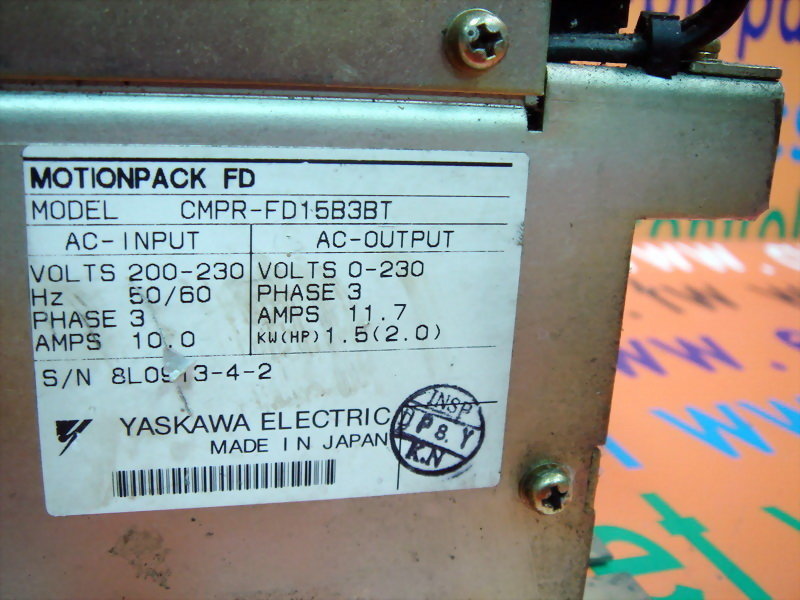 MOTIONPACK FD
MODEL CMPR-FD15B3BT
AC-INPUT AC-OUTPUT
VOLTS 200-230 VOLTS 0-230
Hz 50/60 PHASE 3
PHASE 3 AMPS 11.7
AMPS 10.0 KW(HP) 1.5(2.0)
S/N 8L0913-4-2
YASKAWA ELECTRIC
MADE IN JAPAN
INSP
P8.Y
K.N